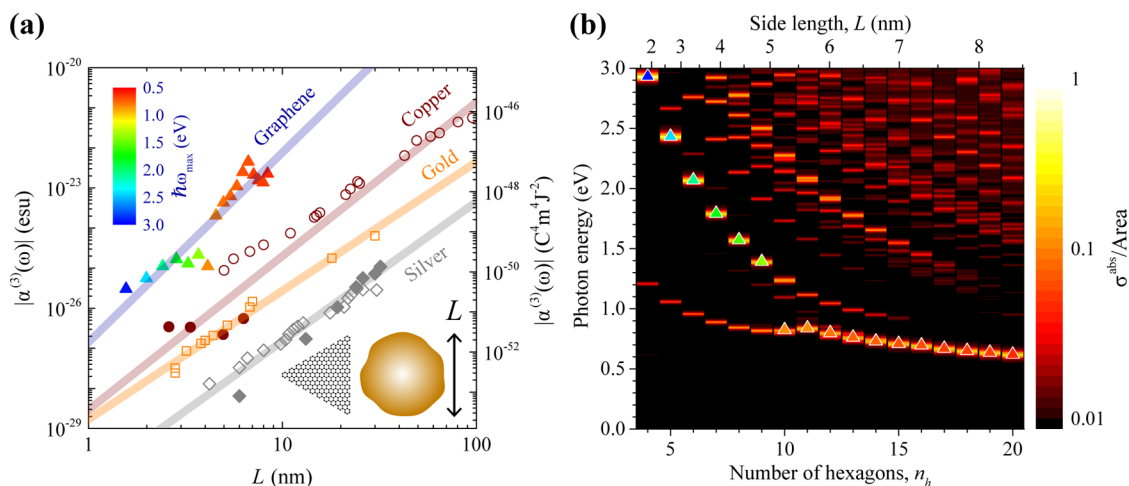 (a)
10⁻²⁰
10⁻²³
10⁻²⁶
10⁻²⁹
|α⁽³⁾(ω)| (esu)
0.5
1.0
1.5
2.0
2.5
3.0
ħω_max (eV)
Graphene
Copper
Gold
Silver
L
10⁻⁴⁶
10⁻⁴⁸
10⁻⁵⁰
10⁻⁵²
|α⁽³⁾(ω)| (C⁴m⁴J⁻²)
1 10 100
L (nm)
(b)
Side length, L (nm)
2 3 4 5 6 7 8
3.0
2.5
2.0
1.5
1.0
0.5
0.0
Photon energy (eV)
5 10 15 20
Number of hexagons, n_h
1
0.1
0.01
σ^abs/Area